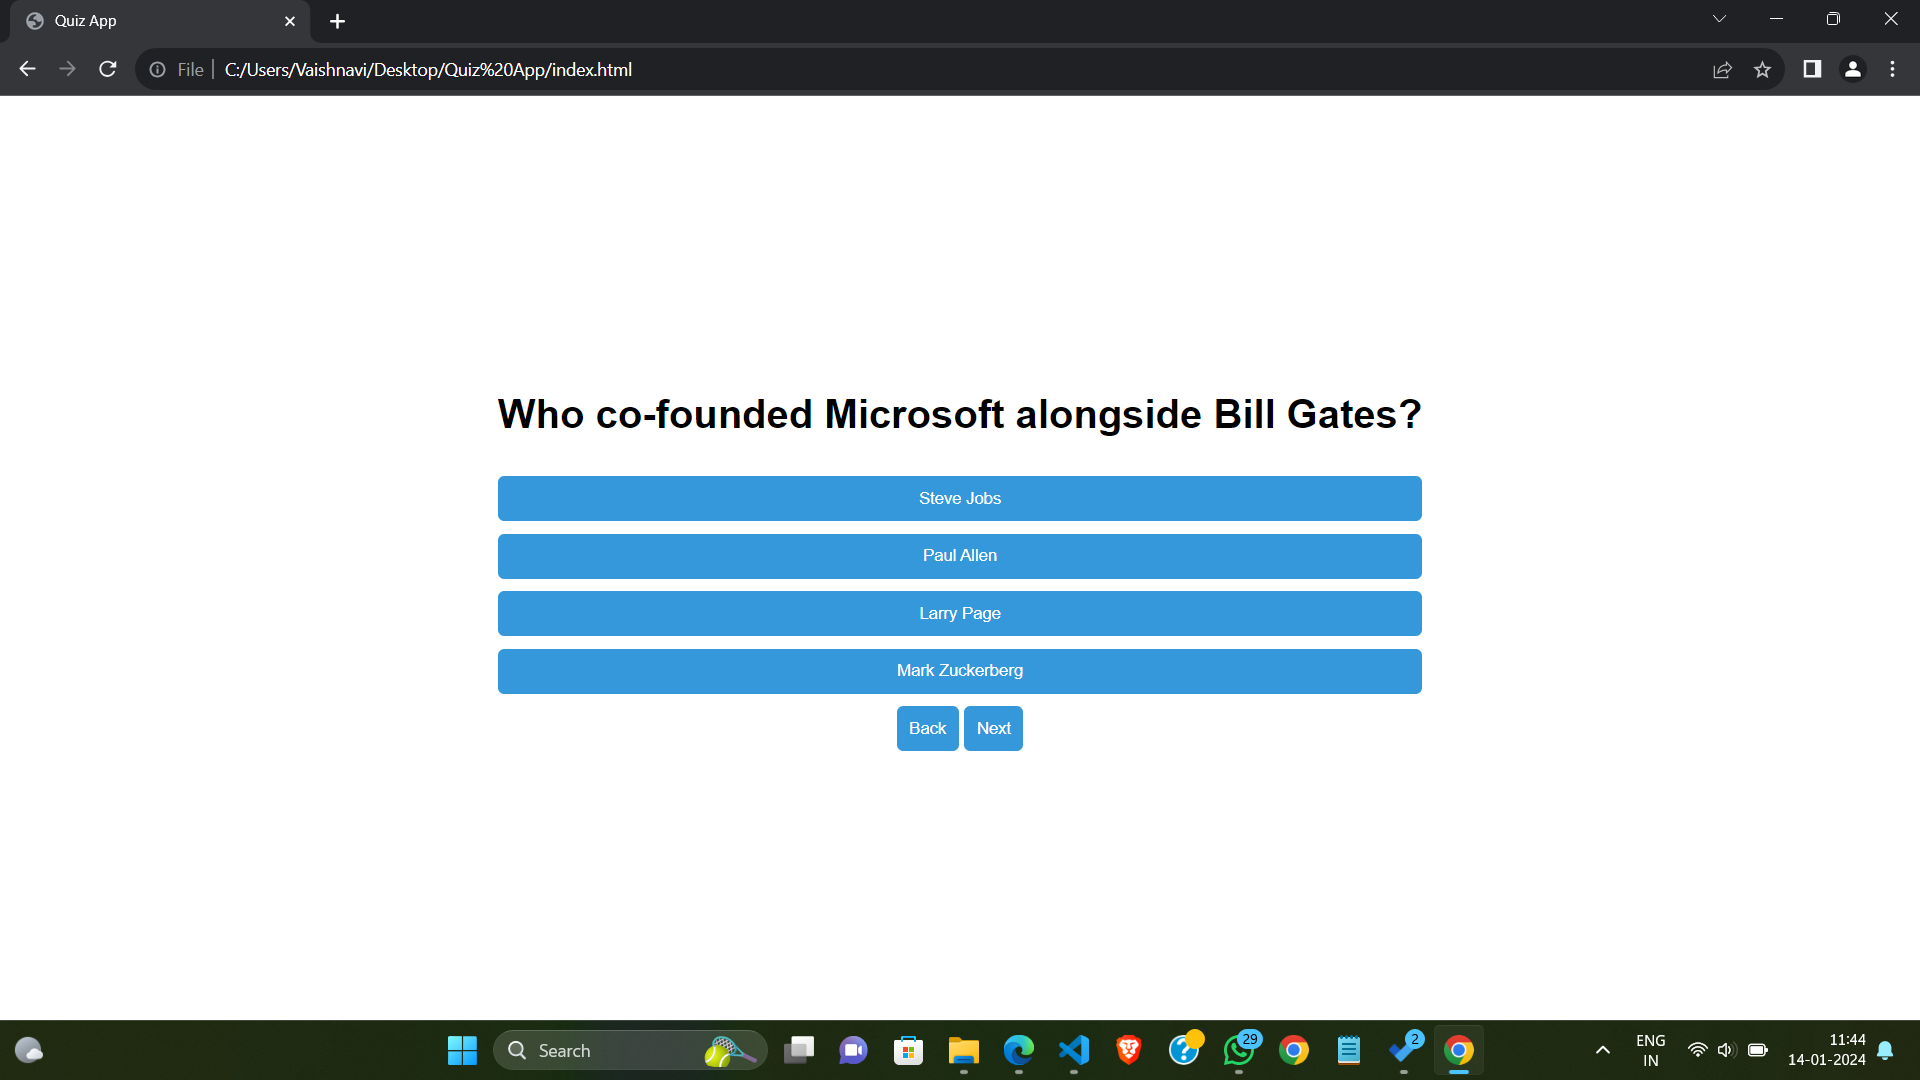 Quiz App
File
C:/Users/Vaishnavi/Desktop/Quiz%20App/index.html
Who co-founded Microsoft alongside Bill Gates?
Steve Jobs
Paul Allen
Larry Page
Mark Zuckerberg
Back Next
Search
29
2
ENG
IN
11:44
14-01-2024